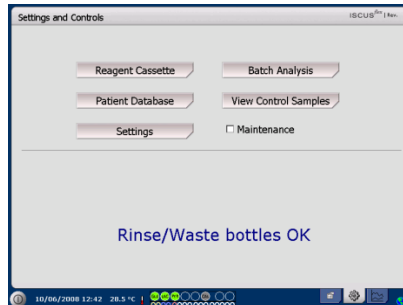 Settings and Controls
ISCUS
Reagent Cassette
Batch Analysis
Patient Database
View Control Samples
Settings
Maintenance
Rinse/Waste bottles OK
10/06/2008 12:42 28.5 °C